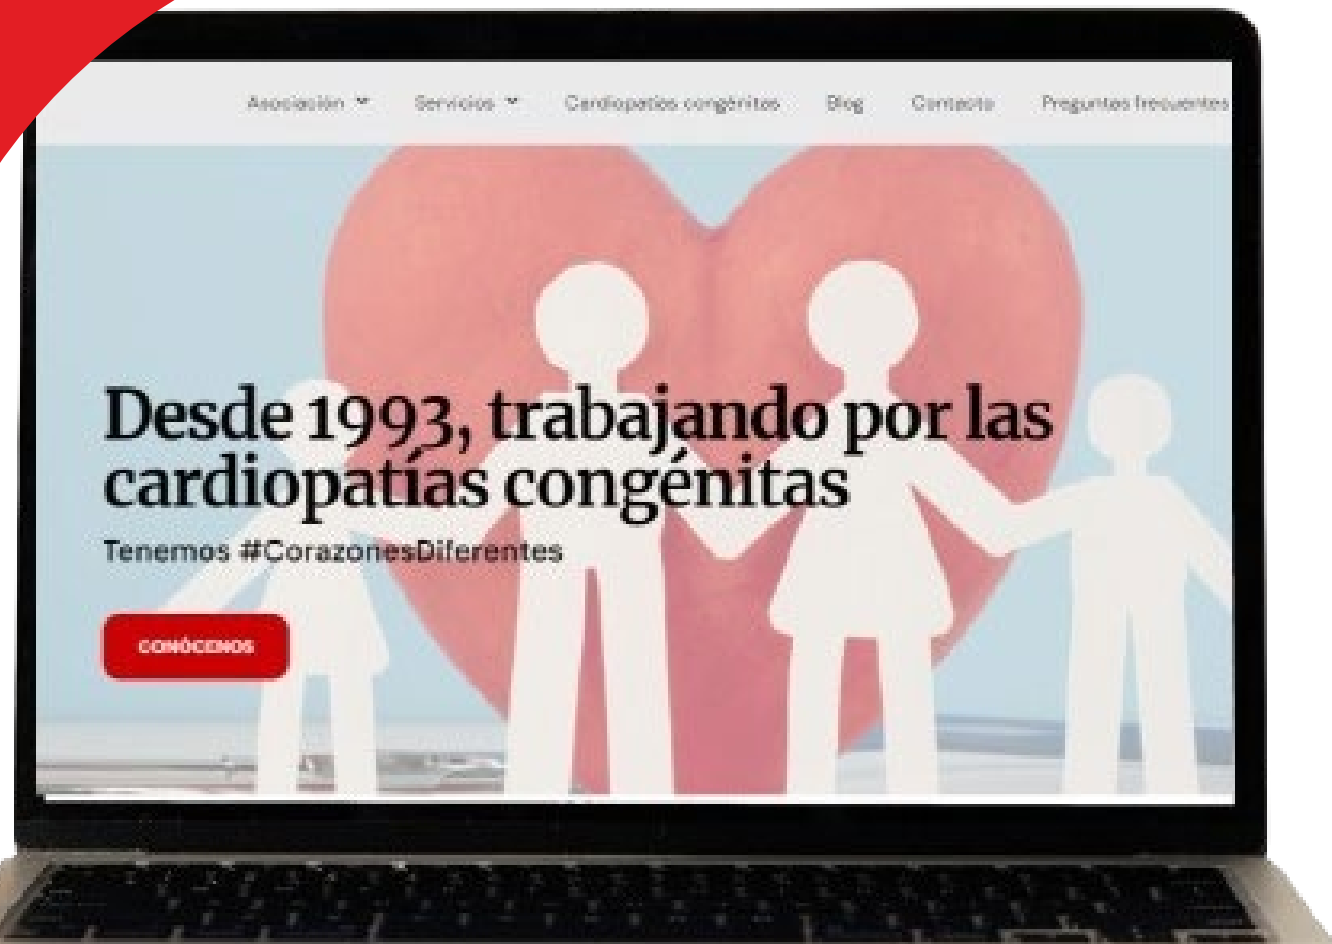 Asociación
Servicios
Cardiopatías congénitas
Blog
Contacto
Preguntas frecuentes
Desde 1993, trabajando por las
cardiopatías congénitas
Tenemos #CorazonesDiferentes
CONÓCENOS